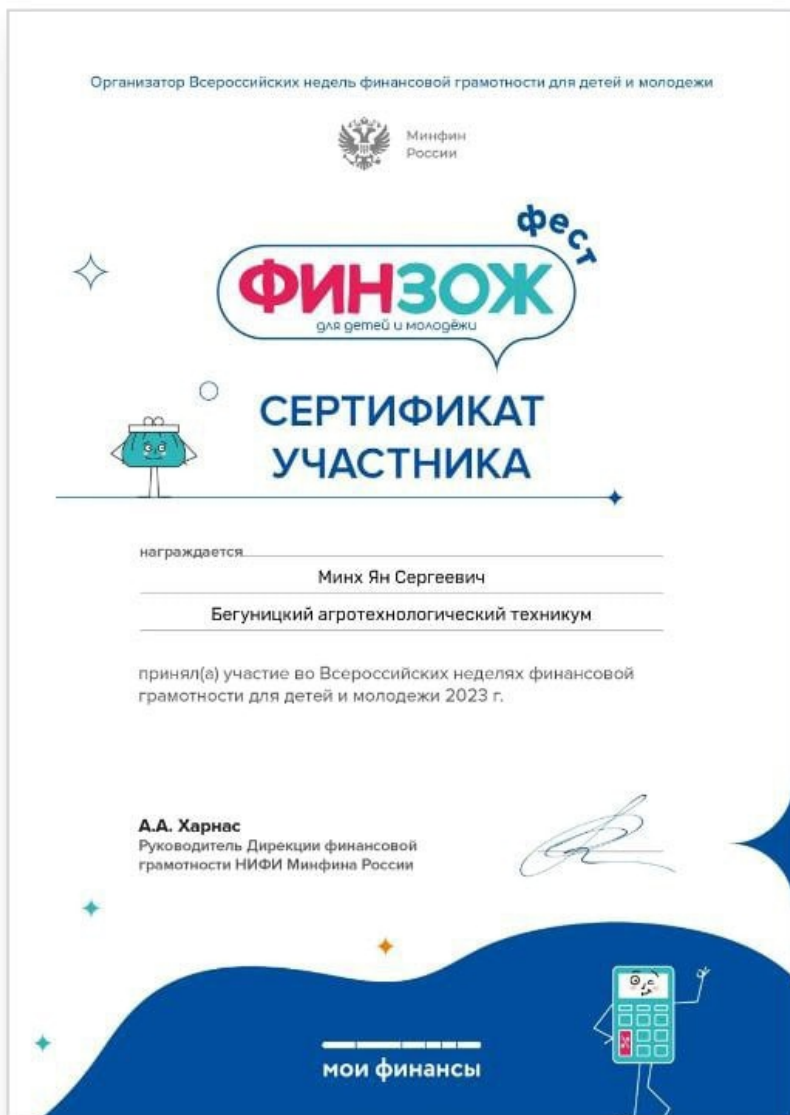 Организатор Всероссийских недель финансовой грамотности для детей и молодежи
Минфин
России
фест
ФИНЗОЖ
для детей и молодёжи
СЕРТИФИКАТ
УЧАСТНИКА
награждается
Минх Ян Сергеевич
Бегуницкий агротехнологический техникум
принял(а) участие во Всероссийских неделях финансовой
грамотности для детей и молодежи 2023 г.
А.А. Харнас
Руководитель Дирекции финансовой
грамотности НИФИ Минфина России
%
мои финансы